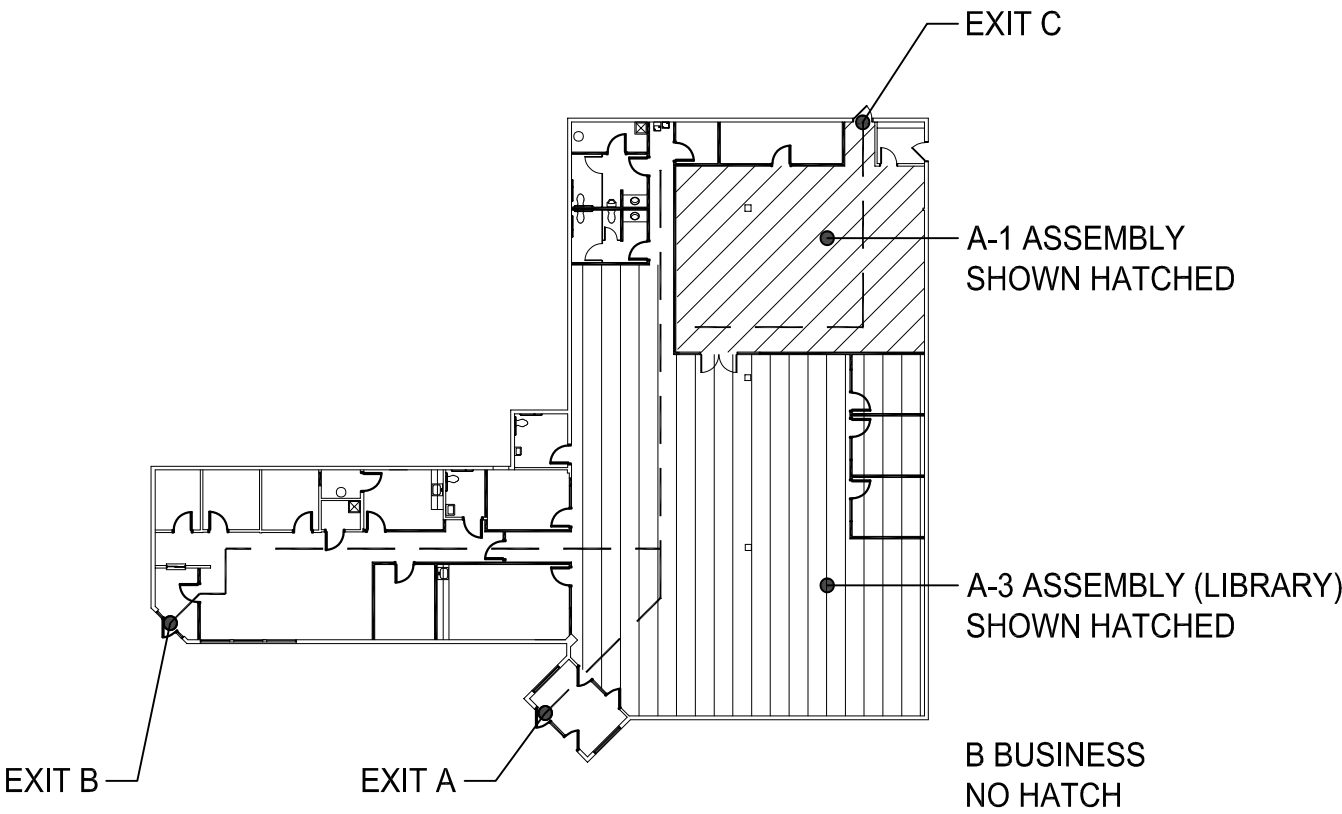 EXIT C
A-1 ASSEMBLY
SHOWN HATCHED
A-3 ASSEMBLY (LIBRARY)
SHOWN HATCHED
B BUSINESS
NO HATCH
EXIT B
EXIT A